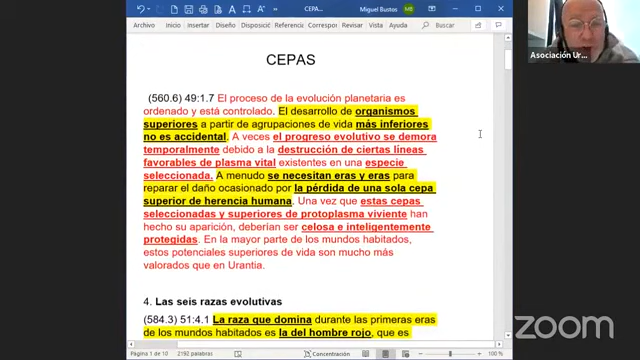 CEPA...
Miguel Bustos
MB
Archivo Inicio Insertar Diseño Disposici Referencia Correspor Revisar Vista Ayuda
Asociación Ur...
CEPAS
(560.6) 49:1.7 El proceso de la evolución planetaria es
ordenado y está controlado. El desarrollo de organismos
superiores a partir de agrupaciones de vida más inferiores
no es accidental. A veces el progreso evolutivo se demora
temporalmente debido a la destrucción de ciertas líneas
favorables de plasma vital existentes en una especie
seleccionada. A menudo se necesitan eras y eras para
reparar el daño ocasionado por la pérdida de una sola cepa
superior de herencia humana. Una vez que estas cepas
seleccionadas y superiores de protoplasma viviente han
hecho su aparición, deberían ser celosa e inteligentemente
protegidas. En la mayor parte de los mundos habitados,
estos potenciales superiores de vida son mucho más
valorados que en Urantia.
4. Las seis razas evolutivas
(584.3) 51:4.1 La raza que domina durante las primeras eras
de los mundos habitados es la del hombre rojo, que es
zoom
Página 1 de 10 2192 palabras Concentración 100 %